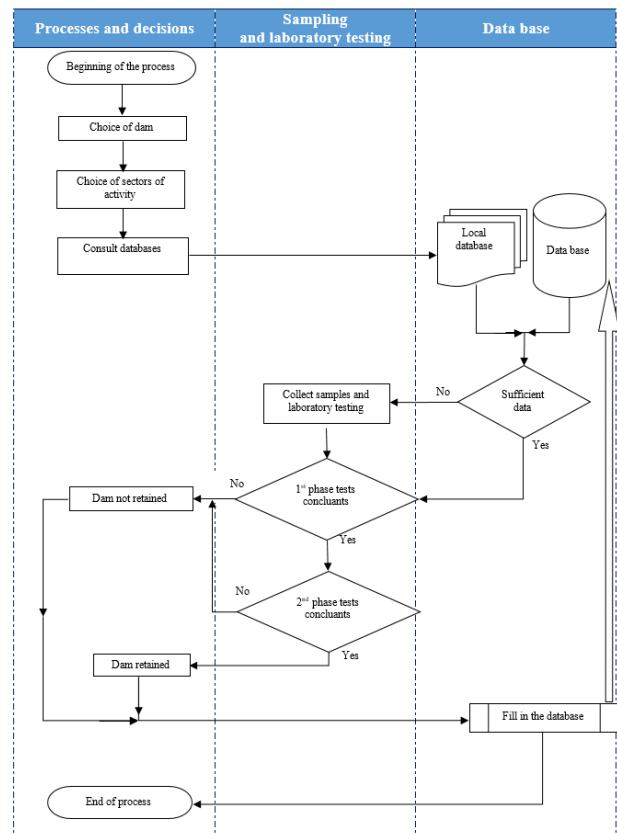 Processes and decisions
Sampling
and laboratory testing
Data base
Beginning of the process
Choice of dam
Choice of sectors of
activity
Consult databases
Local
database
Data base
Collect samples and
laboratory testing
No
Sufficient
data
Yes
Dam not retained
No
1st phase tests
concluants
Yes
No
2nd phase tests
concluants
Yes
Dam retained
Fill in the database
End of process